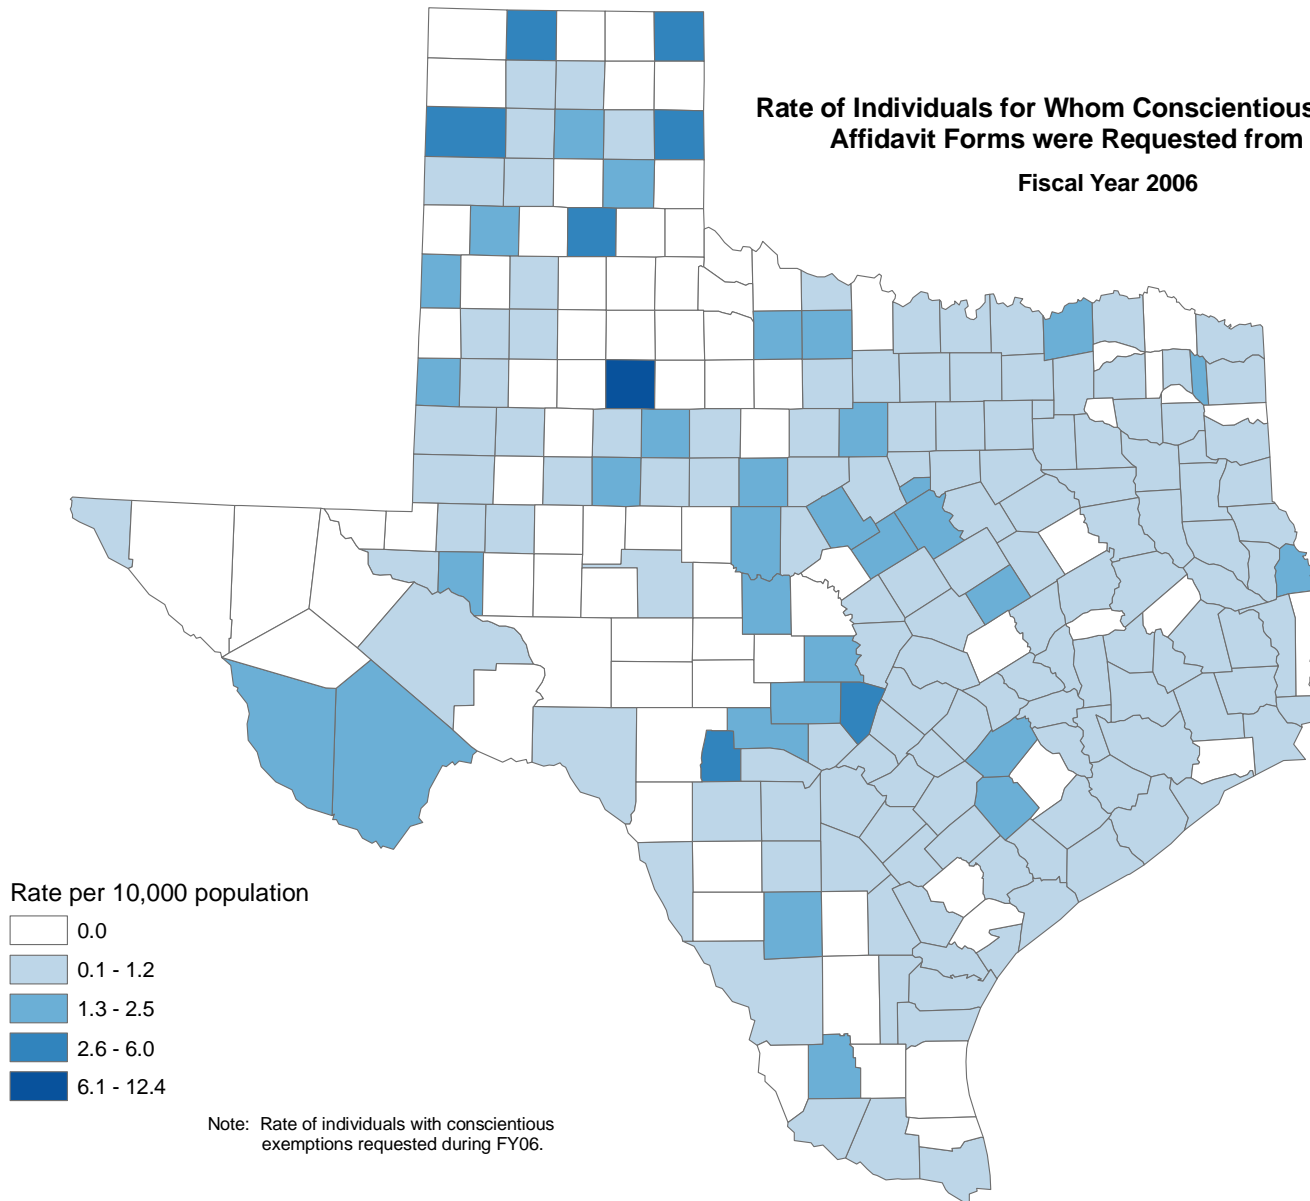 Rate of Individuals for Whom Conscientious
Affidavit Forms were Requested from
Fiscal Year 2006
Rate per 10,000 population
0.0
0.1 - 1.2
1.3 - 2.5
2.6 - 6.0
6.1 - 12.4
Note: Rate of individuals with conscientious
exemptions requested during FY06.